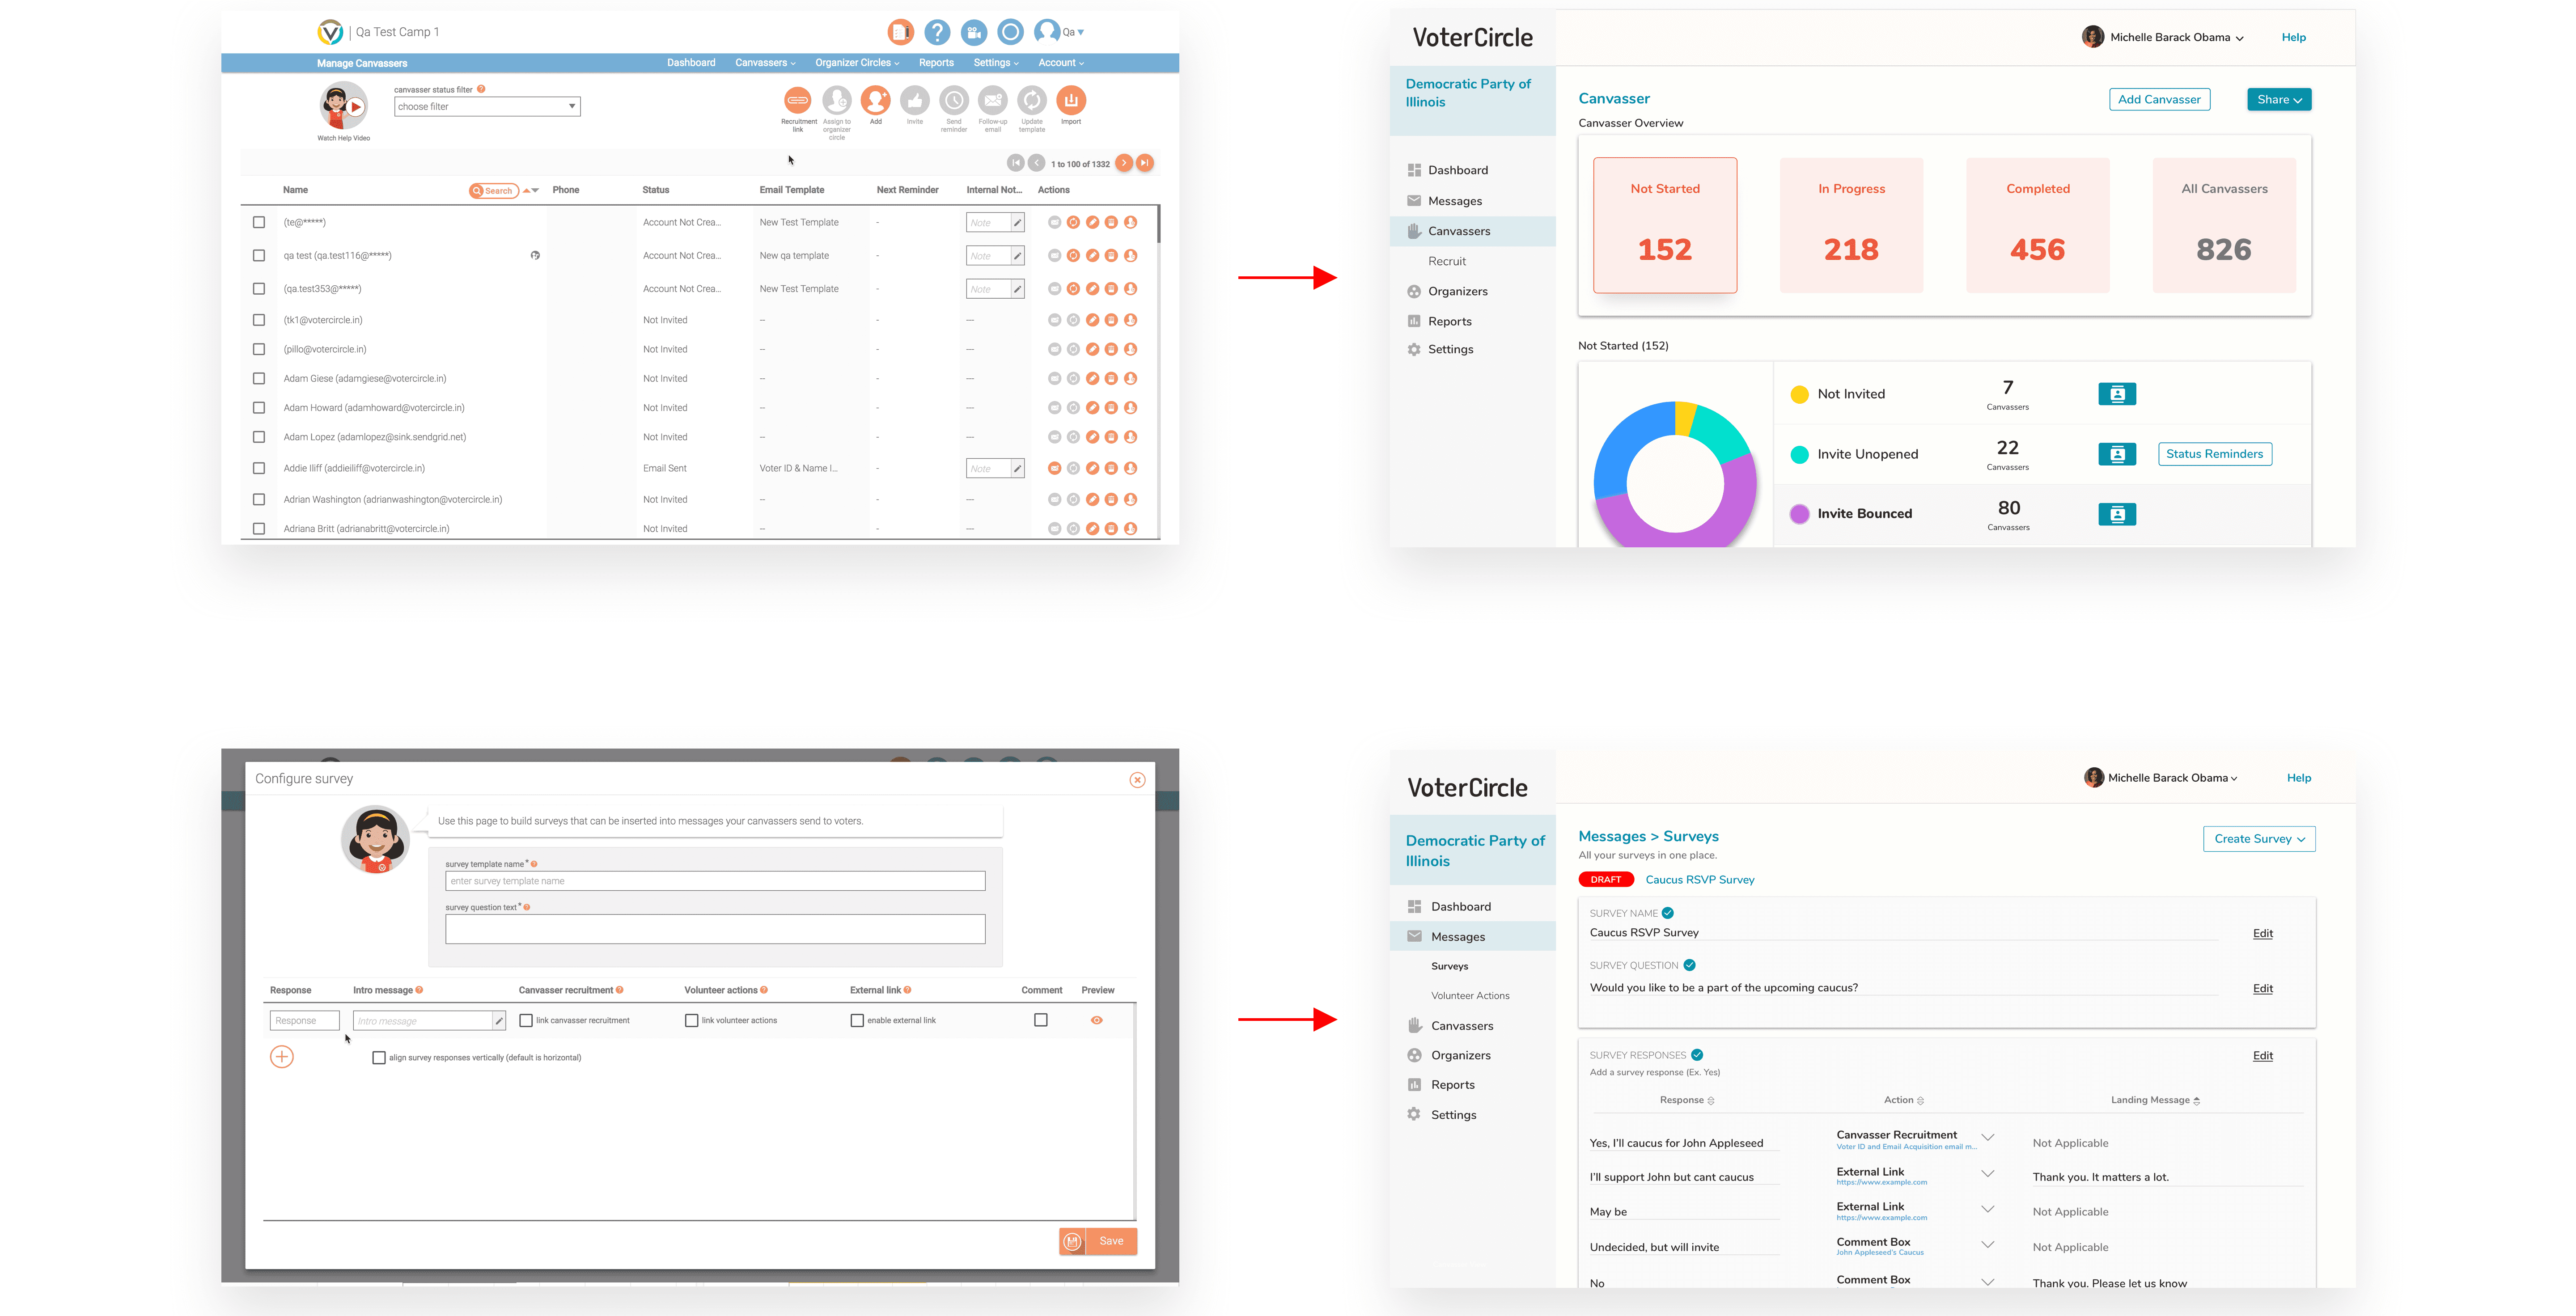 Qa Test Camp 1
Qa
Manage Canvassers
Dashboard Canvassers Organizer Circles Reports Settings Account
canvasser status filter
choose filter
Watch Help Video
Recruitment link
Assign to organizer circle
Add
Invite
Send reminder
Follow-up email
Update template
Import
1 to 100 of 1332
Name Search Phone Status Email Template Next Reminder Internal Not... Actions
(te@*****) Account Not Crea... New Test Template - Note
qa test (qa.test116@*****) Account Not Crea... New qa template - Note
(qa.test353@*****) Account Not Crea... New Test Template - Note
(tk1@votercircle.in) Not Invited -- - ---
(pillo@votercircle.in) Not Invited -- - ---
Adam Giese (adamgiese@votercircle.in) Not Invited -- - ---
Adam Howard (adamhoward@votercircle.in) Not Invited -- - ---
Adam Lopez (adamlopez@sink.sendgrid.net) Not Invited -- - ---
Addie Iliff (addieiliff@votercircle.in) Email Sent Voter ID & Name I... - Note
Adrian Washington (adrianwashington@votercircle.in) Not Invited -- - ---
Adriana Britt (adrianabritt@votercircle.in) Not Invited -- - ---
VoterCircle
Michelle Barack Obama Help
Democratic Party of
Illinois
Dashboard
Messages
Canvassers
Recruit
Organizers
Reports
Settings
Canvasser Add Canvasser Share
Canvasser Overview
Not Started In Progress Completed All Canvassers
152 218 456 826
Not Started (152)
Not Invited 7
Canvassers
Invite Unopened 22 Status Reminders
Canvassers
Invite Bounced 80
Canvassers
Configure survey
Use this page to build surveys that can be inserted into messages your canvassers send to voters.
survey template name*
enter survey template name
survey question text*
Response Intro message Canvasser recruitment Volunteer actions External link Comment Preview
Response Intro message link canvasser recruitment link volunteer actions enable external link
align survey responses vertically (default is horizontal)
Save
VoterCircle
Michelle Barack Obama Help
Democratic Party of
Illinois
Dashboard
Messages
Surveys
Volunteer Actions
Canvassers
Organizers
Reports
Settings
Messages > Surveys Create Survey
All your surveys in one place.
DRAFT Caucus RSVP Survey
SURVEY NAME
Caucus RSVP Survey Edit
SURVEY QUESTION
Would you like to be a part of the upcoming caucus? Edit
SURVEY RESPONSES Edit
Add a survey response (Ex. Yes)
Response Action Landing Message
Yes, I'll caucus for John Appleseed Canvasser Recruitment Not Applicable
Voter ID and Email Acquisition email m...
I'll support John but cant caucus External Link Thank you. It matters a lot.
https://www.example.com
May be External Link Not Applicable
https://www.example.com
Undecided, but will invite Comment Box Not Applicable
John Appleseed's Caucus
No Comment Box Thank you. Please let us know